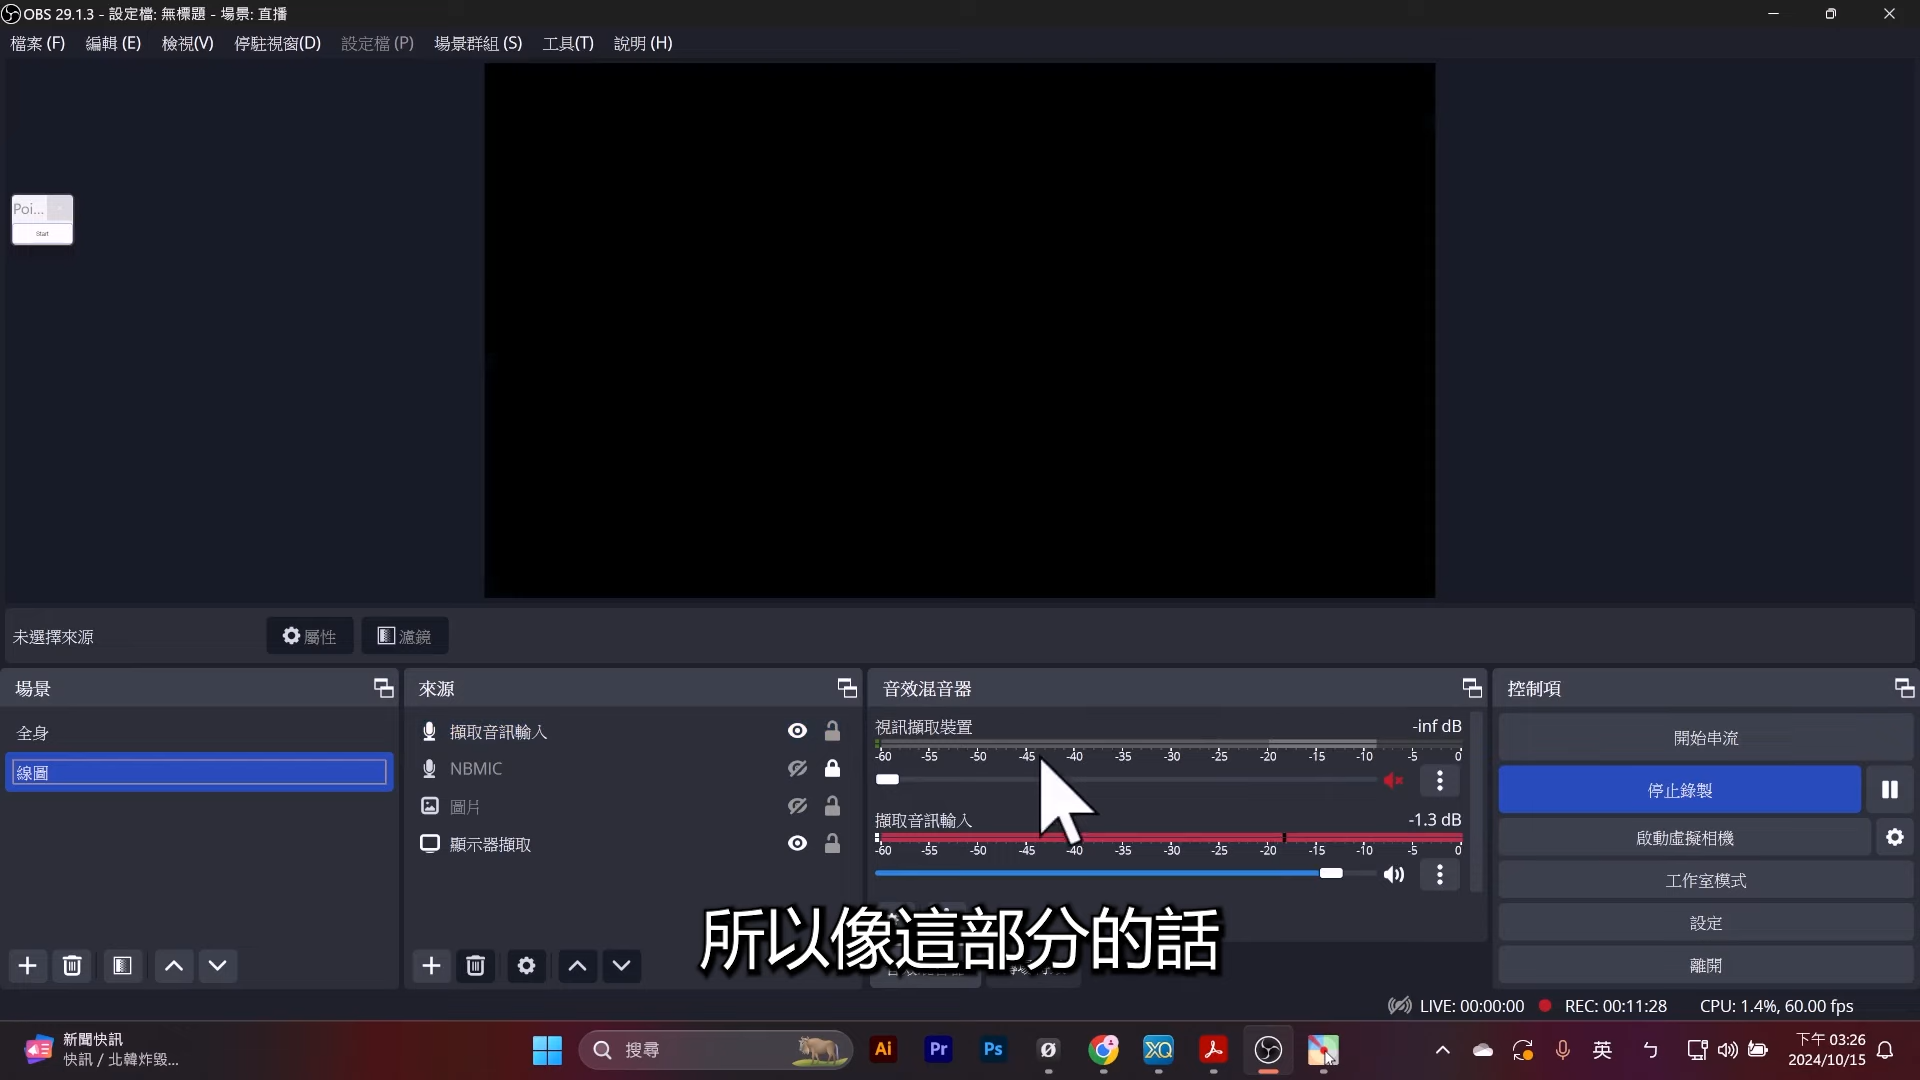 OBS 29.1.3 - 設定檔: 無標題 - 場景: 直播
檔案 (F) 編輯 (E) 檢視(V) 停駐視窗(D) 設定檔 (P) 場景群組 (S) 工具(T) 說明 (H)
Poi...
Start
未選擇來源 屬性 濾鏡
場景
全身
線圖
來源
擷取音訊輸入
NBMIC
圖片
顯示器擷取
音效混音器
視訊擷取裝置 -inf dB
-60 -55 -50 -45 -40 -35 -30 -25 -20 -15 -10 -5 0
擷取音訊輸入 -1.3 dB
-60 -55 -50 -45 -40 -35 -30 -25 -20 -15 -10 -5 0
控制項
開始串流
停止錄製
啟動虛擬相機
工作室模式
設定
離開
所以像這部分的話
LIVE: 00:00:00 REC: 00:11:28 CPU: 1.4%, 60.00 fps
新聞快訊
快訊 / 北韓炸毀...
搜尋
Ai Pr Ps XQ
英 ㄣ
下午 03:26
2024/10/15